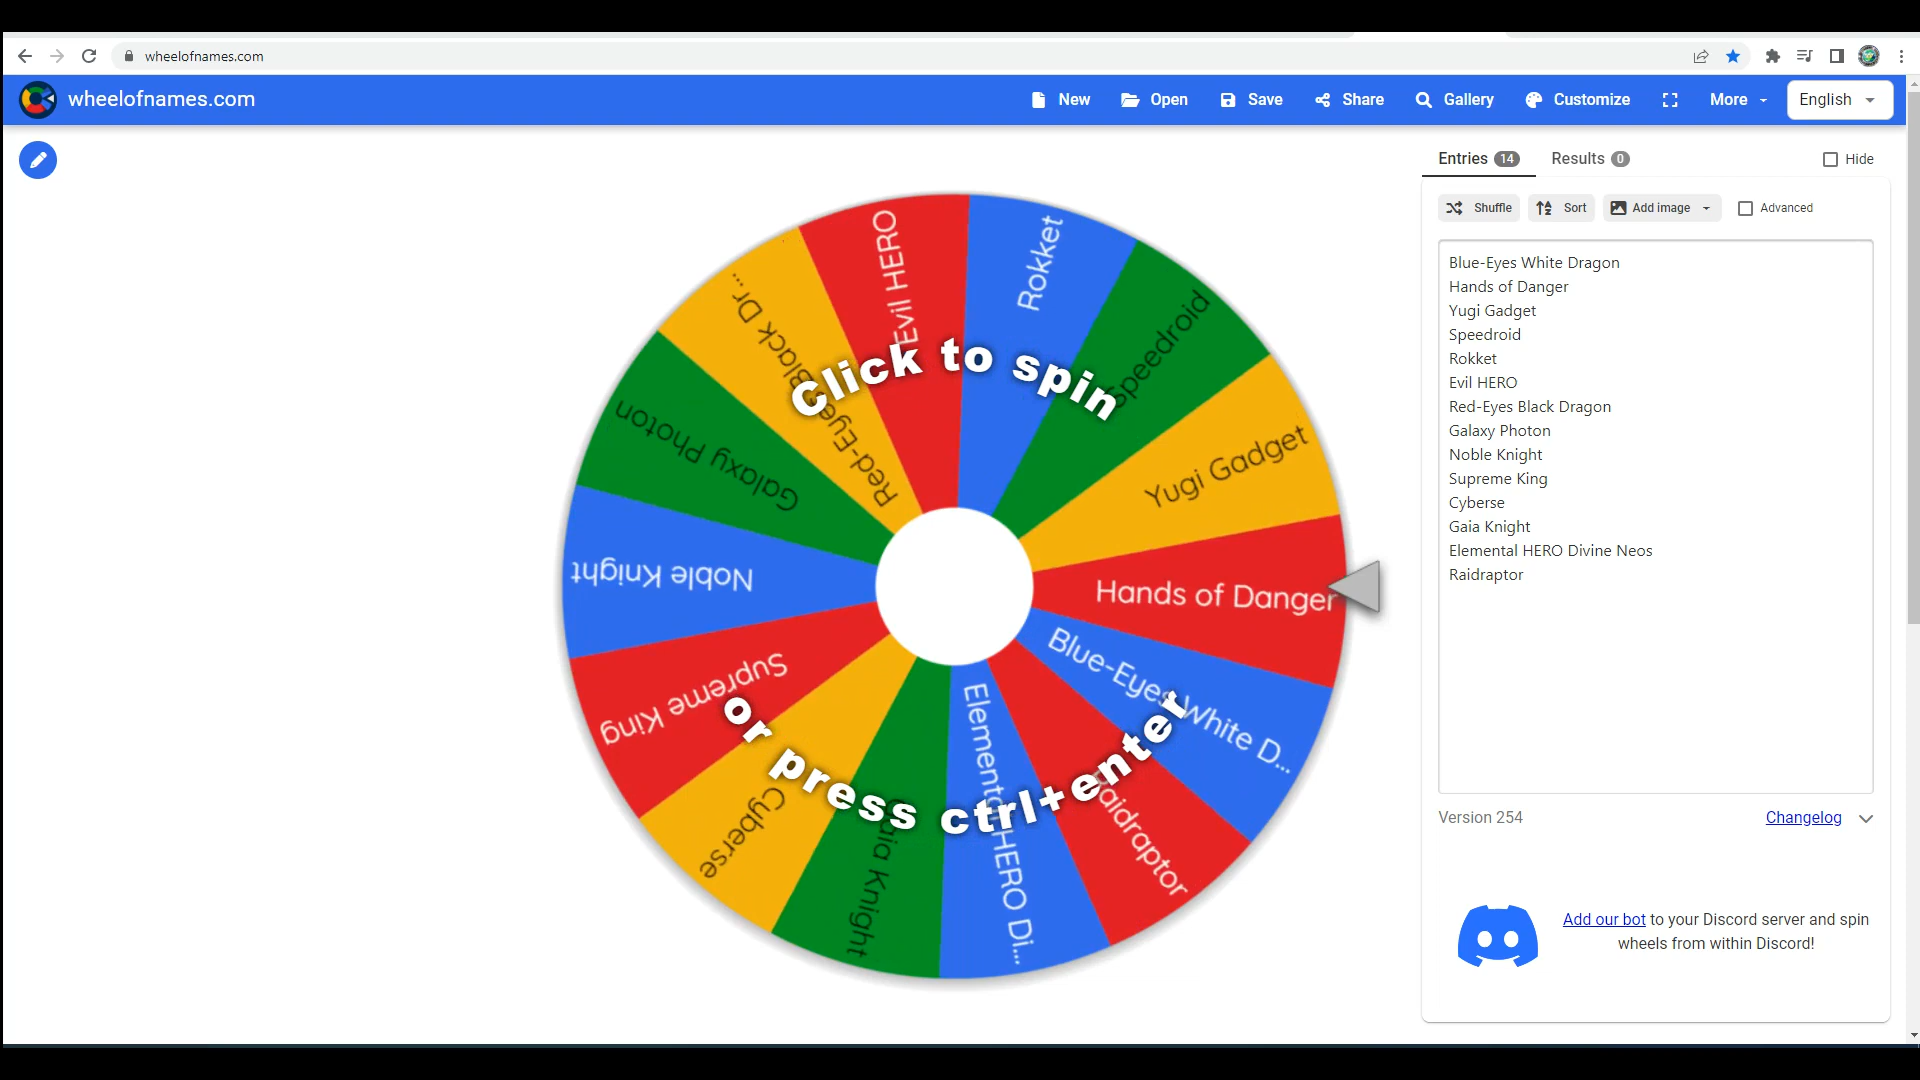 wheelofnames.com
wheelofnames.com
New
Open
Save
Share
Gallery
Customize
More
English
Entries 14
Results 0
Hide
Shuffle
Sort
Add image
Advanced
Blue-Eyes White Dragon
Hands of Danger
Yugi Gadget
Speedroid
Rokket
Evil HERO
Red-Eyes Black Dragon
Galaxy Photon
Noble Knight
Supreme King
Cyberse
Gaia Knight
Elemental HERO Divine Neos
Raidraptor
Evil HERO
Rokket
Speedroid
Yugi Gadget
Hands of Danger
Blue-Eyes White D...
Raidraptor
Elemental HERO Di...
Gaia Knight
Cyberse
Supreme King
Noble Knight
Galaxy Photon
Red-Eyes Black Dr...
Click to spin
or press ctrl+enter
Version 254
Changelog
Add our bot to your Discord server and spin
wheels from within Discord!